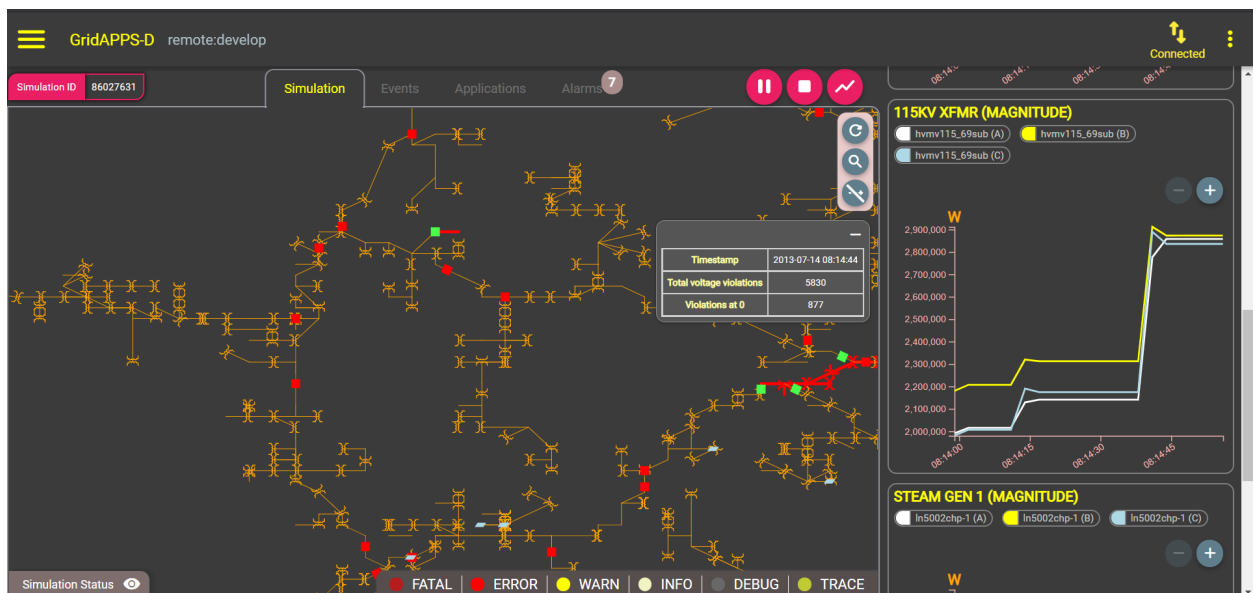 GridAPPS-D remote:develop
Connected
Simulation ID 86027631
Simulation Events Applications Alarms 7
Timestamp 2013-07-14 08:14:44
Total voltage violations 5830
Violations at 0 877
Simulation Status
FATAL ERROR WARN INFO DEBUG TRACE
115KV XFMR (MAGNITUDE)
hvmv115_69sub (A) hvmv115_69sub (B)
hvmv115_69sub (C)
W
2,900,000
2,800,000
2,700,000
2,600,000
2,500,000
2,400,000
2,300,000
2,200,000
2,100,000
2,000,000
08:14:00 08:14:15 08:14:30 08:14:45
STEAM GEN 1 (MAGNITUDE)
ln5002chp-1 (A) ln5002chp-1 (B) ln5002chp-1 (C)
W